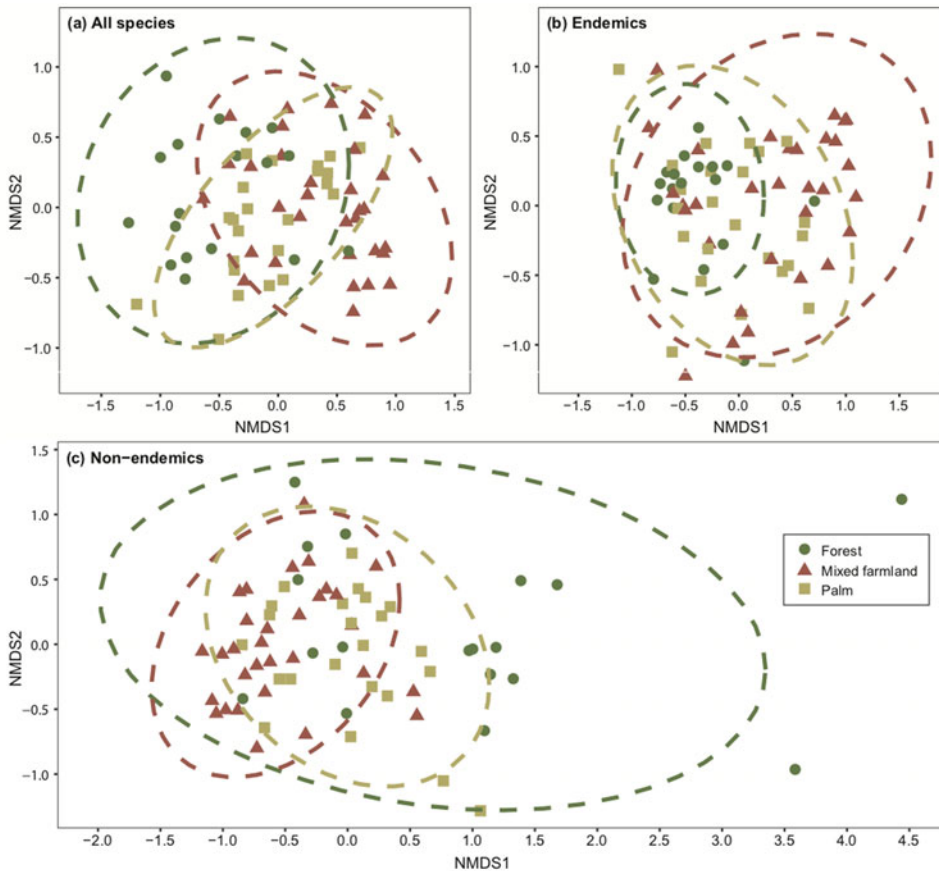 (a) All species
1.0
0.5
0.0
−0.5
−1.0
NMDS2
−1.5 −1.0 −0.5 0.0 0.5 1.0 1.5
NMDS1
(b) Endemics
1.0
0.5
0.0
−0.5
−1.0
−1.0 −0.5 0.0 0.5 1.0 1.5
NMDS1
(c) Non−endemics
1.5
1.0
0.5
0.0
−0.5
−1.0
NMDS2
Forest
Mixed farmland
Palm
−2.0 −1.5 −1.0 −0.5 0.0 0.5 1.0 1.5 2.0 2.5 3.0 3.5 4.0 4.5
NMDS1